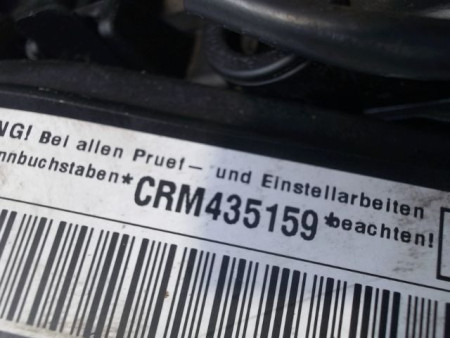 NG! Bei allen Pruef- und Einstellarbeiten
nnbuchstaben*CRM435159*beachten!